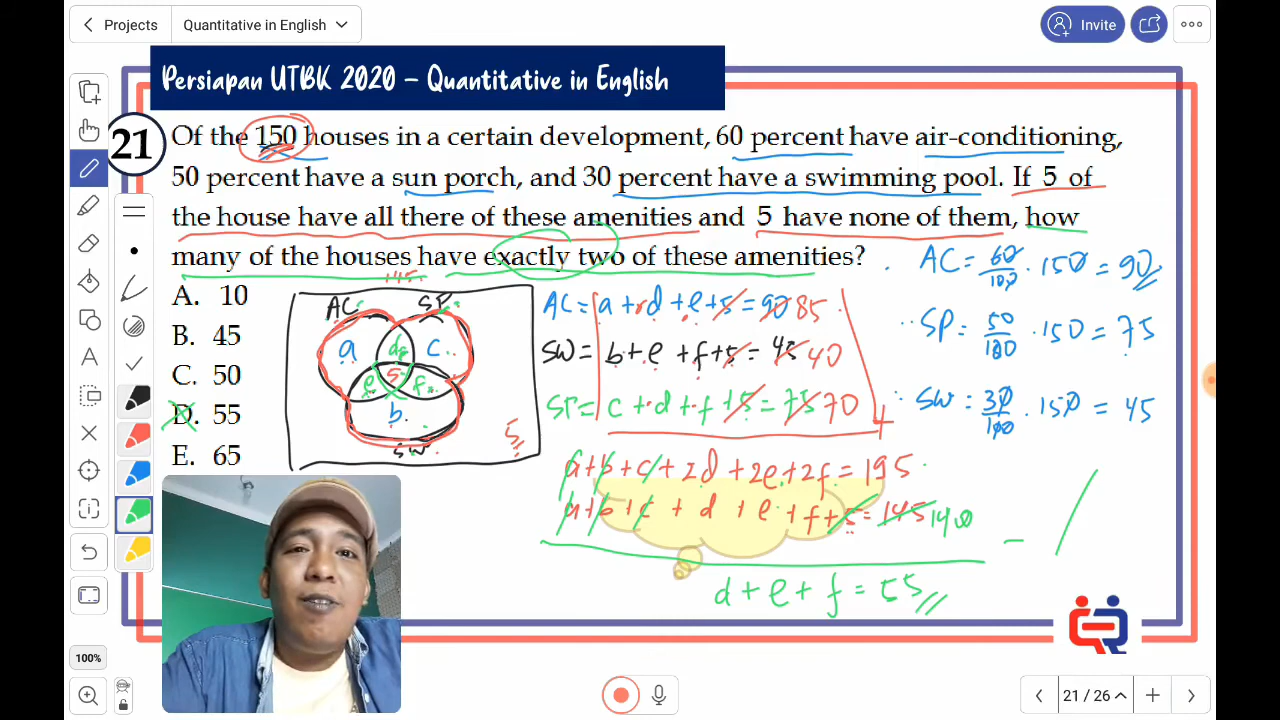 Projects
Quantitative in English
Invite
Persiapan UTBK 2020 – Quantitative in English
21
Of the 150 houses in a certain development, 60 percent have air-conditioning,
50 percent have a sun porch, and 30 percent have a swimming pool. If 5 of
the house have all there of these amenities and 5 have none of them, how
many of the houses have exactly two of these amenities?
A. 10
B. 45
C. 50
D. 55
E. 65
145
AC
SP
a
d
c
5
e
f
b
SW
5
AC = a + d + e + 5 = 90 85
SW = b + e + f + 5 = 45 40
SP = c + d + f + 5 = 75 70
+
a + b + c + 2d + 2e + 2f = 195
a + b + c + d + e + f + 5 = 145 140
–
d + e + f = 55
AC = 60/100 · 150 = 90
SP = 50/100 · 150 = 75
SW = 30/100 · 150 = 45
100%
21 / 26